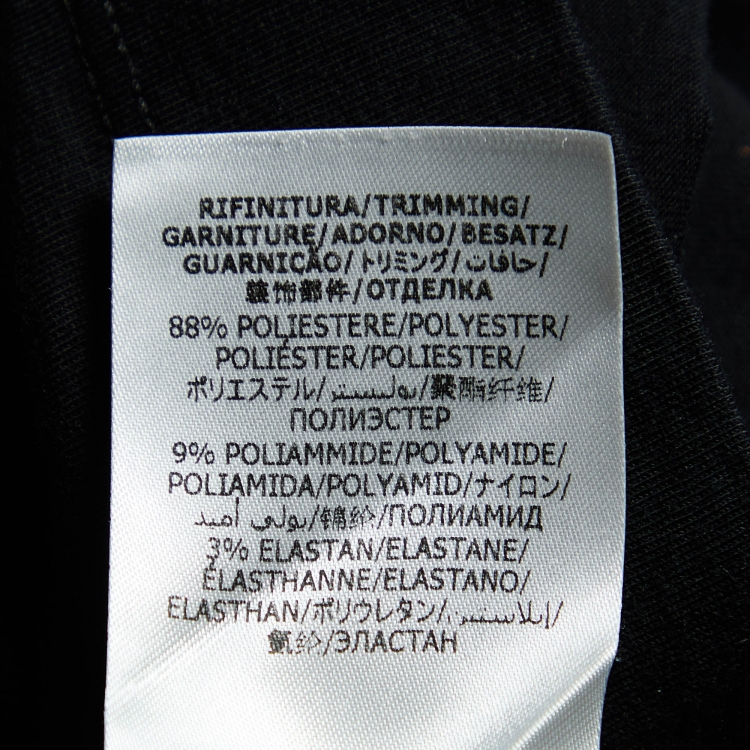 RIFINITURA/TRIMMING/
GARNITURE/ADORNO/BESATZ/
GUARNIÇÃO/トリミング/حافات/
装饰部件/ОТДЕЛКА
88% POLIESTERE/POLYESTER/
POLIÉSTER/POLIESTER/
ポリエステル/بوليستر/聚酯纤维/
ПОЛИЭСТЕР
9% POLIAMMIDE/POLYAMIDE/
POLIAMIDA/POLYAMID/ナイロン/
بولي أميد/锦纶/ПОЛИАМИД
3% ELASTAN/ELASTANE/
ÉLASTHANNE/ELASTANO/
ELASTHAN/ポリウレタン/إيلاستين/
氨纶/ЭЛАСТАН